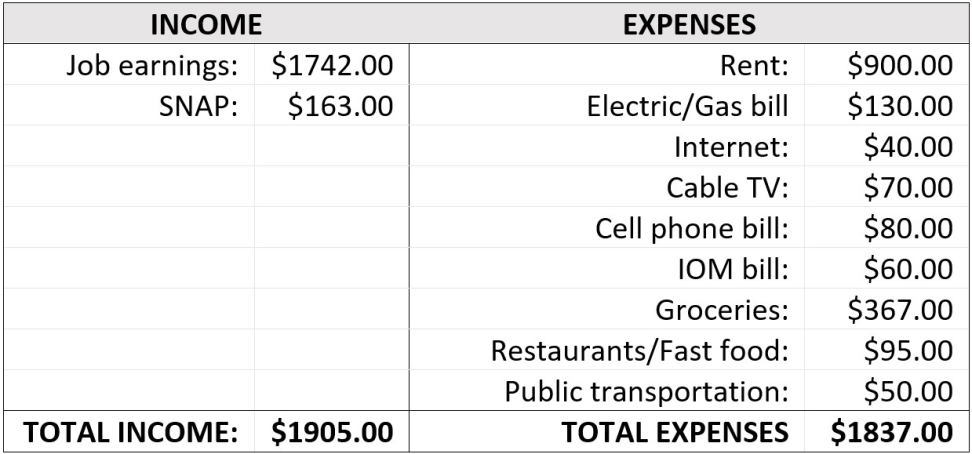 INCOME EXPENSES
Job earnings: $1742.00 Rent: $900.00
SNAP: $163.00 Electric/Gas bill $130.00
Internet: $40.00
Cable TV: $70.00
Cell phone bill: $80.00
IOM bill: $60.00
Groceries: $367.00
Restaurants/Fast food: $95.00
Public transportation: $50.00
TOTAL INCOME: $1905.00 TOTAL EXPENSES $1837.00